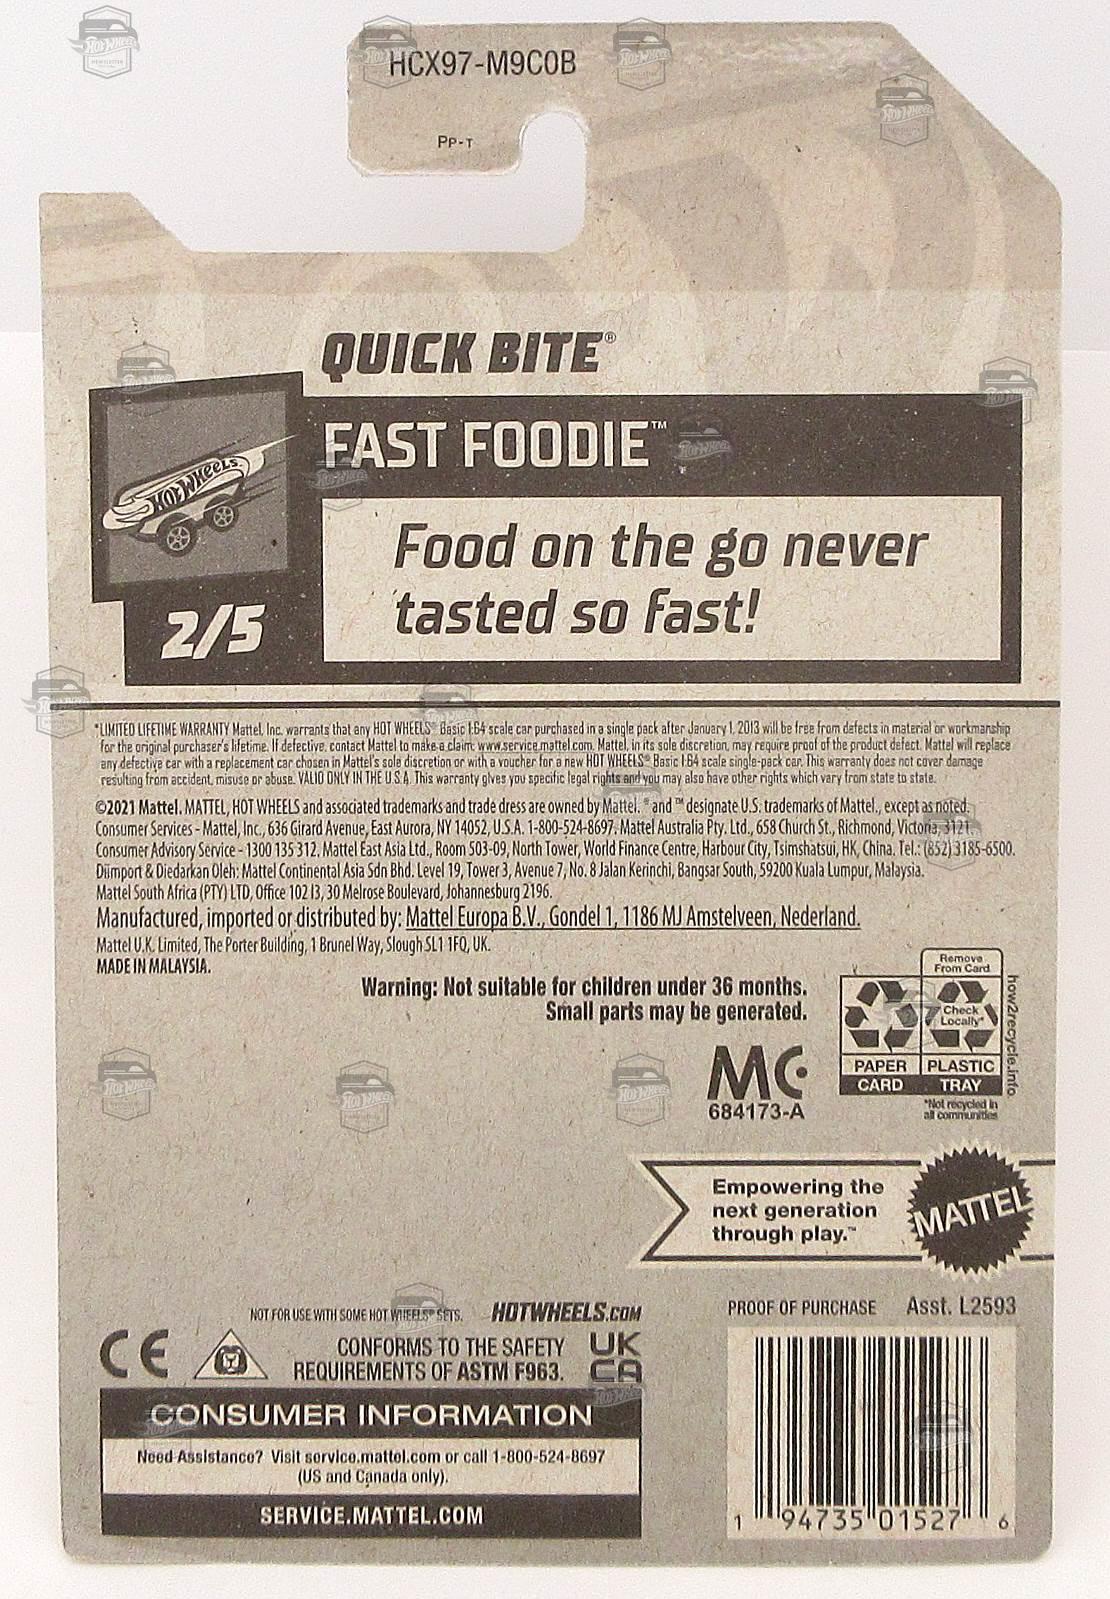 HCX97-M9C0B
PP-T
QUICK BITE®
FAST FOODIE™
HOT WHEELS
Food on the go never
tasted so fast!
2/5
*LIMITED LIFETIME WARRANTY Mattel, Inc. warrants that any HOT WHEELS® Basic 1:64 scale car purchased in a single pack after January 1, 2013 will be free from defects in material or workmanship
for the original purchaser's lifetime. If defective, contact Mattel to make a claim: www.service.mattel.com. Mattel, in its sole discretion, may require proof of the product defect. Mattel will replace
any defective car with a replacement car chosen in Mattel's sole discretion or with a voucher for a new HOT WHEELS® Basic 1:64 scale single-pack car. This warranty does not cover damage
resulting from accident, misuse or abuse. VALID ONLY IN THE U.S.A. This warranty gives you specific legal rights and you may also have other rights which vary from state to state.
©2021 Mattel. MATTEL, HOT WHEELS and associated trademarks and trade dress are owned by Mattel. ® and ™ designate U.S. trademarks of Mattel., except as noted.
Consumer Services - Mattel, Inc., 636 Girard Avenue, East Aurora, NY 14052, U.S.A. 1-800-524-8697. Mattel Australia Pty. Ltd., 658 Church St., Richmond, Victoria, 3121.
Consumer Advisory Service - 1300 135 312. Mattel East Asia Ltd., Room 503-09, North Tower, World Finance Centre, Harbour City, Tsimshatsui, HK, China. Tel.: (852) 3185-6500.
Diimport & Diedarkan Oleh: Mattel Continental Asia Sdn Bhd. Level 19, Tower 3, Avenue 7, No. 8 Jalan Kerinchi, Bangsar South, 59200 Kuala Lumpur, Malaysia.
Mattel South Africa (PTY) LTD, Office 102 I3, 30 Melrose Boulevard, Johannesburg 2196.
Manufactured, imported or distributed by: Mattel Europa B.V., Gondel 1, 1186 MJ Amstelveen, Nederland.
Mattel U.K. Limited, The Porter Building, 1 Brunel Way, Slough SL1 1FQ, UK.
MADE IN MALAYSIA.
Warning: Not suitable for children under 36 months.
Small parts may be generated.
Remove
From Card
Check
Locally*
PAPER
PLASTIC
CARD
TRAY
*Not recycled in
all communities
how2recycle.info
MC
684173-A
Empowering the
next generation
through play.™
MATTEL
NOT FOR USE WITH SOME HOT WHEELS® SETS.
HOTWHEELS.COM
PROOF OF PURCHASE
Asst. L2593
CE
CONFORMS TO THE SAFETY
REQUIREMENTS OF ASTM F963.
UK
CA
CONSUMER INFORMATION
Need Assistance? Visit service.mattel.com or call 1-800-524-8697
(US and Canada only).
SERVICE.MATTEL.COM
1 94735 01527 6